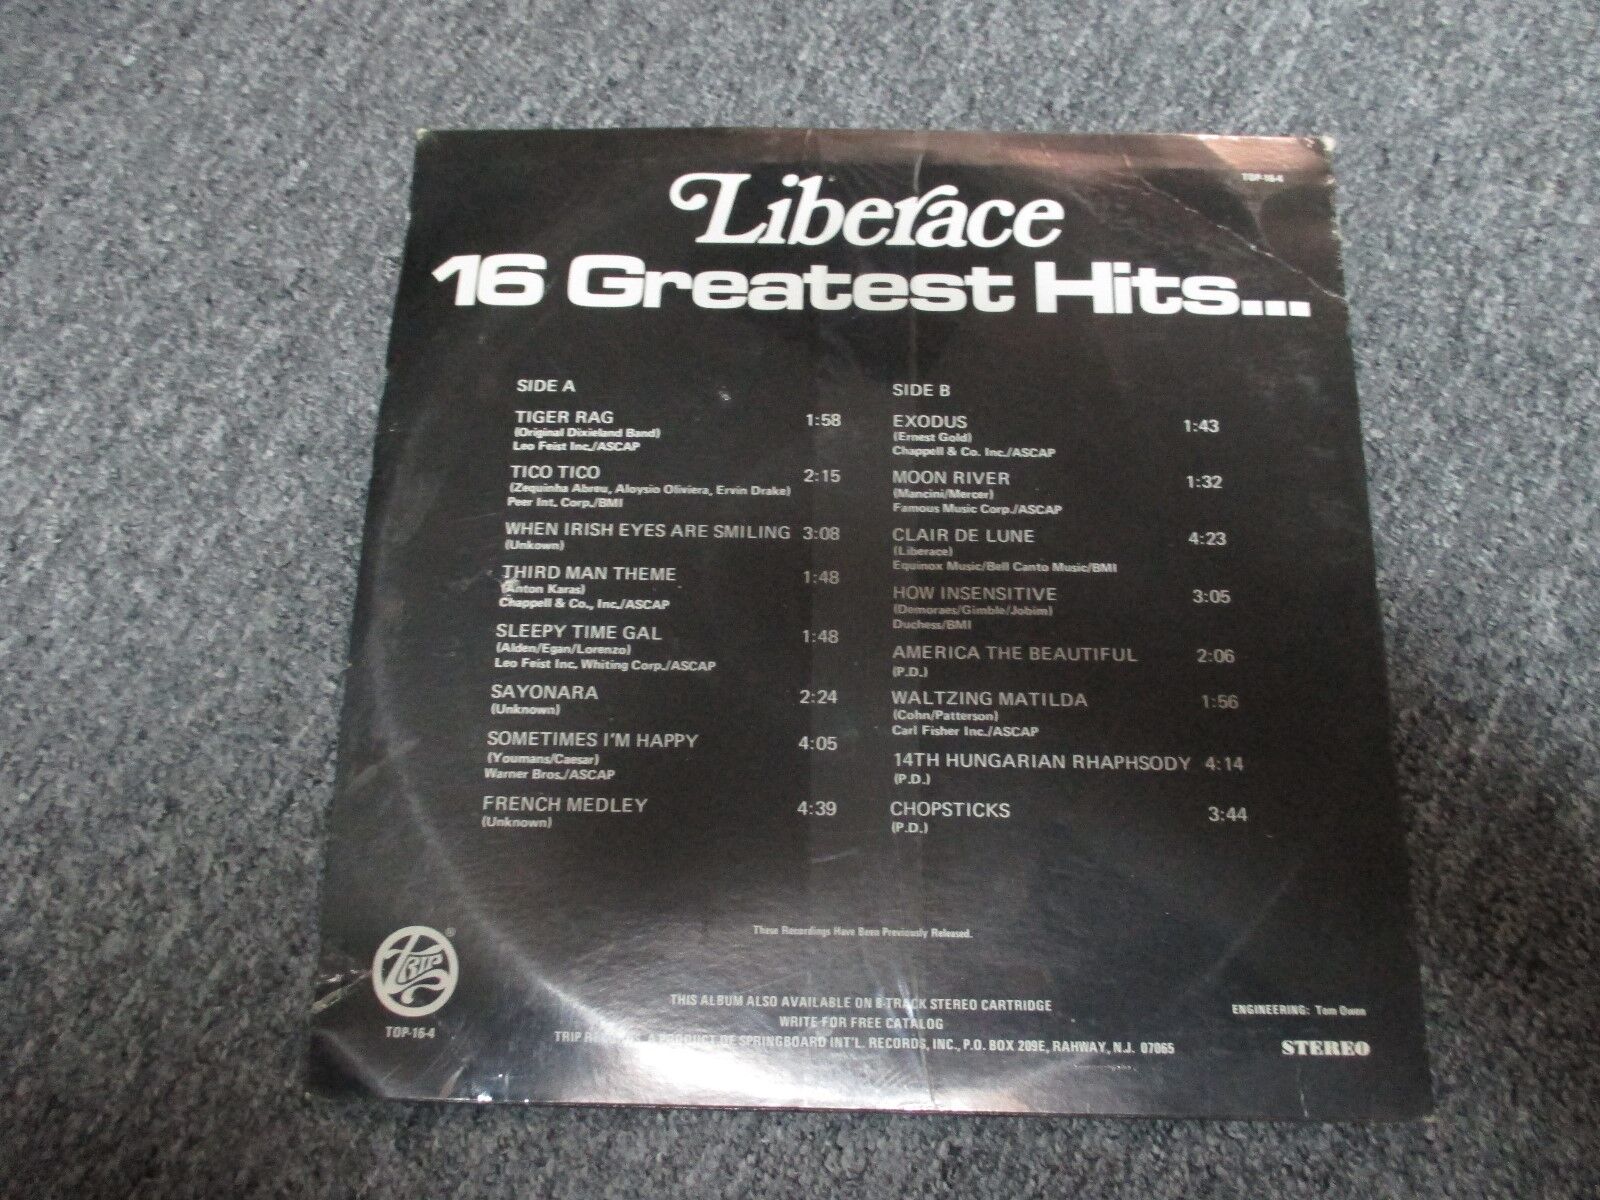 TOP-16-4
Liberace
16 Greatest Hits...
SIDE A
TIGER RAG 1:58
(Original Dixieland Band)
Leo Feist Inc./ASCAP
TICO TICO 2:15
(Zequinha Abreu, Aloysio Oliviera, Ervin Drake)
Peer Int. Corp./BMI
WHEN IRISH EYES ARE SMILING 3:08
(Unkown)
THIRD MAN THEME 1:48
(Anton Karas)
Chappell & Co., Inc./ASCAP
SLEEPY TIME GAL 1:48
(Alden/Egan/Lorenzo)
Leo Feist Inc, Whiting Corp./ASCAP
SAYONARA 2:24
(Unknown)
SOMETIMES I'M HAPPY 4:05
(Youmans/Caesar)
Warner Bros./ASCAP
FRENCH MEDLEY 4:39
(Unknown)
SIDE B
EXODUS 1:43
(Ernest Gold)
Chappell & Co. Inc./ASCAP
MOON RIVER 1:32
(Mancini/Mercer)
Famous Music Corp./ASCAP
CLAIR DE LUNE 4:23
(Liberace)
Equinox Music/Bell Canto Music/BMI
HOW INSENSITIVE 3:05
(Demoraes/Gimble/Jobim)
Duchess/BMI
AMERICA THE BEAUTIFUL 2:06
(P.D.)
WALTZING MATILDA 1:56
(Cohn/Patterson)
Carl Fisher Inc./ASCAP
14TH HUNGARIAN RHAPHSODY 4:14
(P.D.)
CHOPSTICKS 3:44
(P.D.)
These Recordings Have Been Previously Released.
TRIP ®
TOP-16-4
THIS ALBUM ALSO AVAILABLE ON 8-TRACK STEREO CARTRIDGE
WRITE FOR FREE CATALOG
TRIP RECORDS, A PRODUCT OF SPRINGBOARD INT'L. RECORDS, INC., P.O. BOX 209E, RAHWAY, N.J. 07065
ENGINEERING: Tom Owen
STEREO